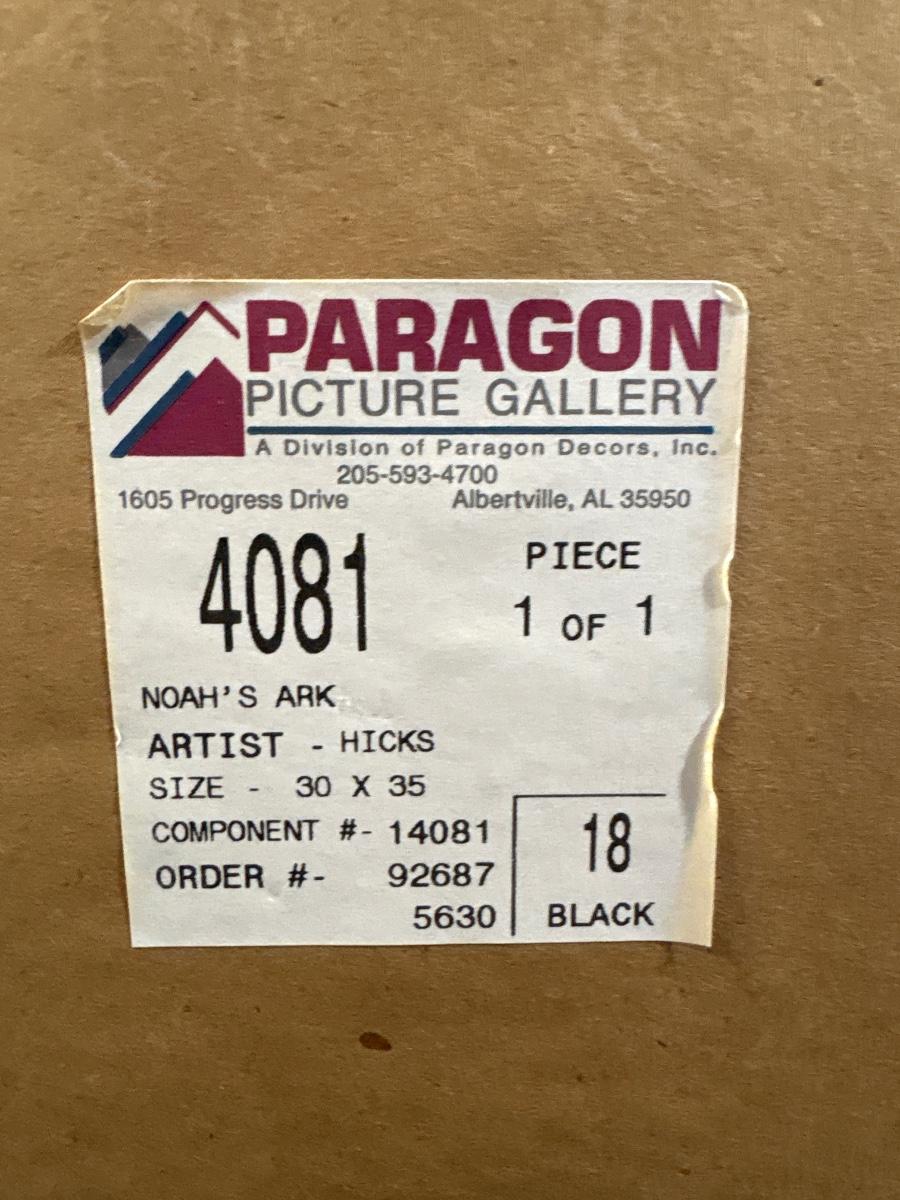 PARAGON
PICTURE GALLERY
A Division of Paragon Decors, Inc.
205-593-4700
1605 Progress Drive Albertville, AL 35950
4081
PIECE
1 OF 1
NOAH'S ARK
ARTIST - HICKS
SIZE - 30 X 35
COMPONENT #- 14081
ORDER #- 92687
5630
18
BLACK